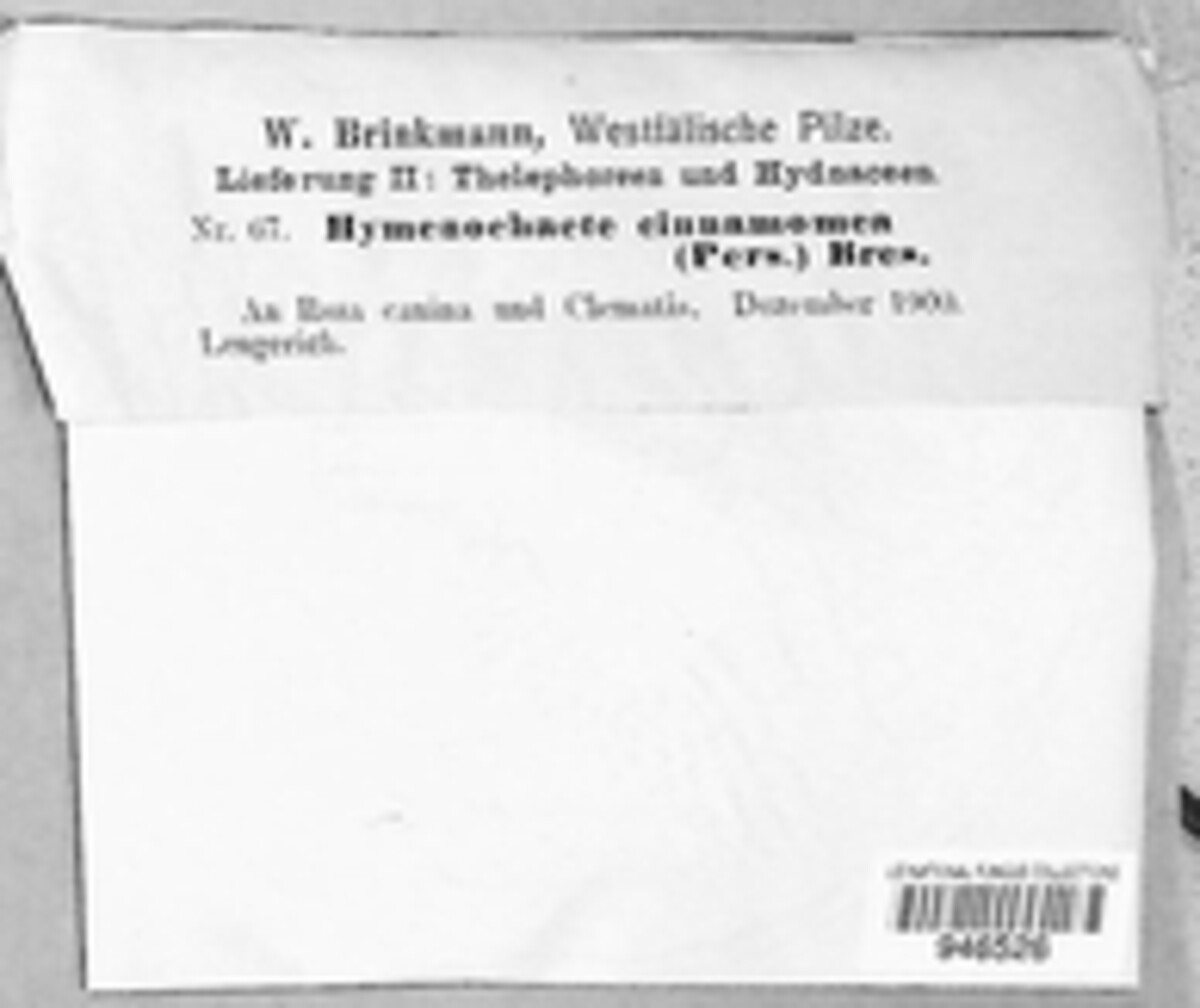 W. Brinkmann, Westfälische Pilze.
Lieferung II: Thelephoreen und Hydnaceen.
Nr. 67. Hymenochaete cinnamomea
(Pers.) Bres.
An Rosa canina und Clematis. Dezember 1900.
Lengerich.
946526